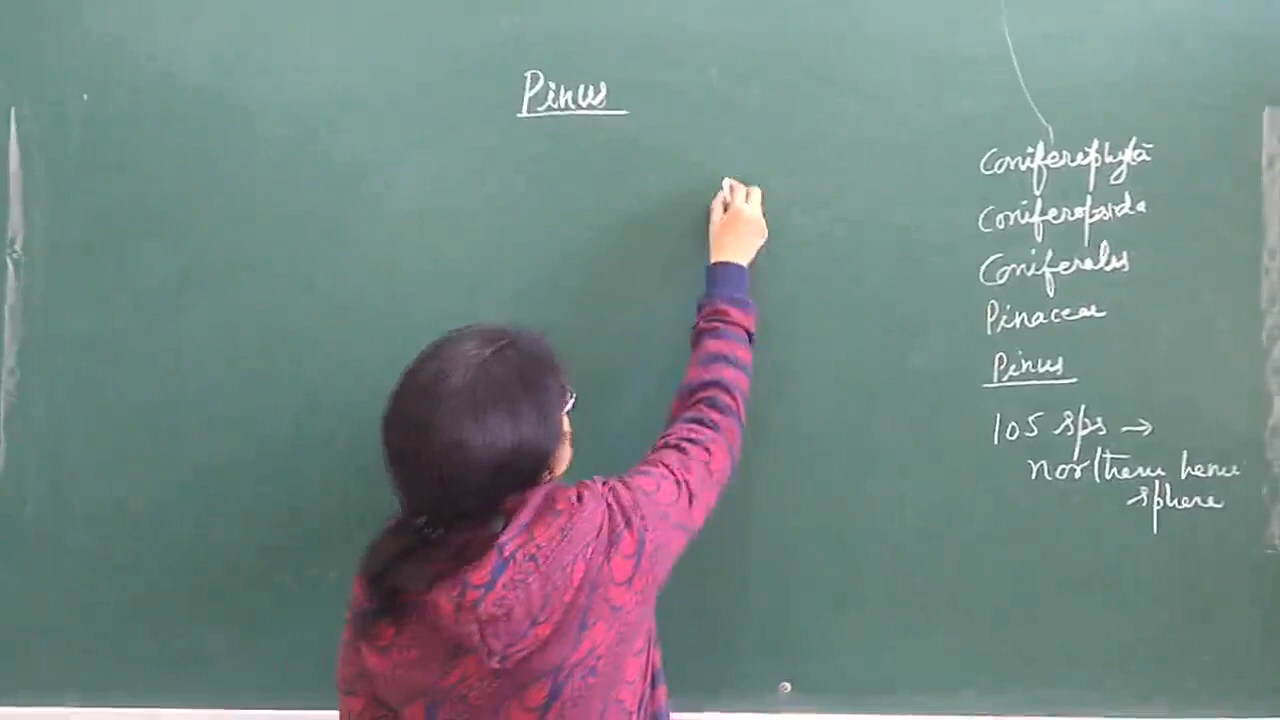 Pinus
Coniferophyta
Coniferopsida
Coniferales
Pinaceae
Pinus
105 sps →
northern hemi
sphere